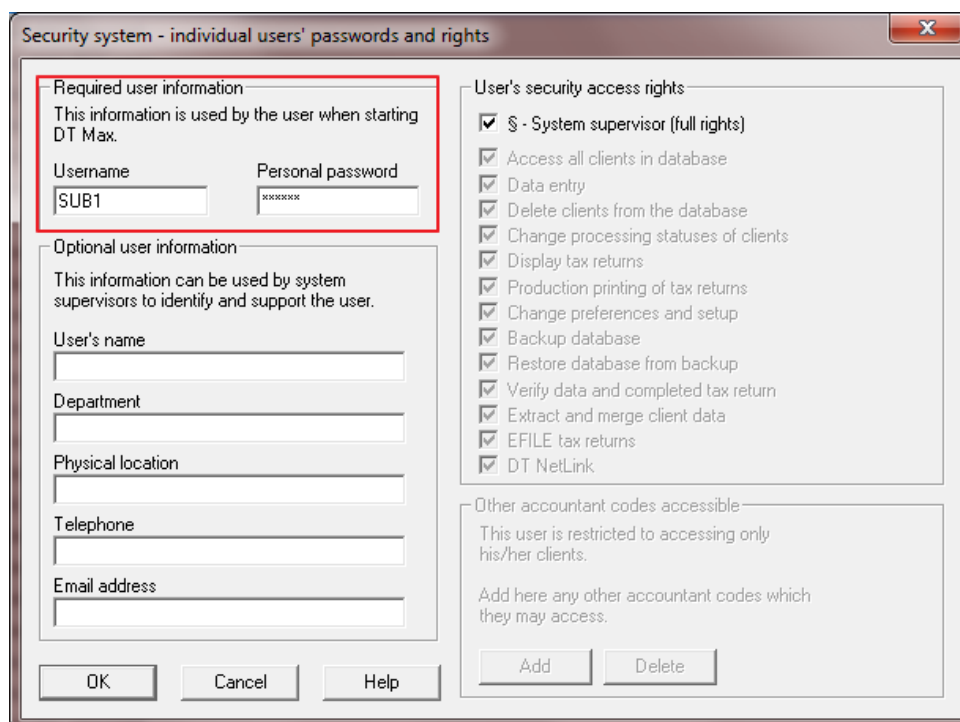 Security system - individual users' passwords and rights
Required user information
This information is used by the user when starting
DT Max.
Username
Personal password
SUB1
******
Optional user information
This information can be used by system
supervisors to identify and support the user.
User's name
Department
Physical location
Telephone
Email address
OK
Cancel
Help
User's security access rights
§ - System supervisor (full rights)
Access all clients in database
Data entry
Delete clients from the database
Change processing statuses of clients
Display tax returns
Production printing of tax returns
Change preferences and setup
Backup database
Restore database from backup
Verify data and completed tax return
Extract and merge client data
EFILE tax returns
DT NetLink
Other accountant codes accessible
This user is restricted to accessing only
his/her clients.
Add here any other accountant codes which
they may access.
Add
Delete